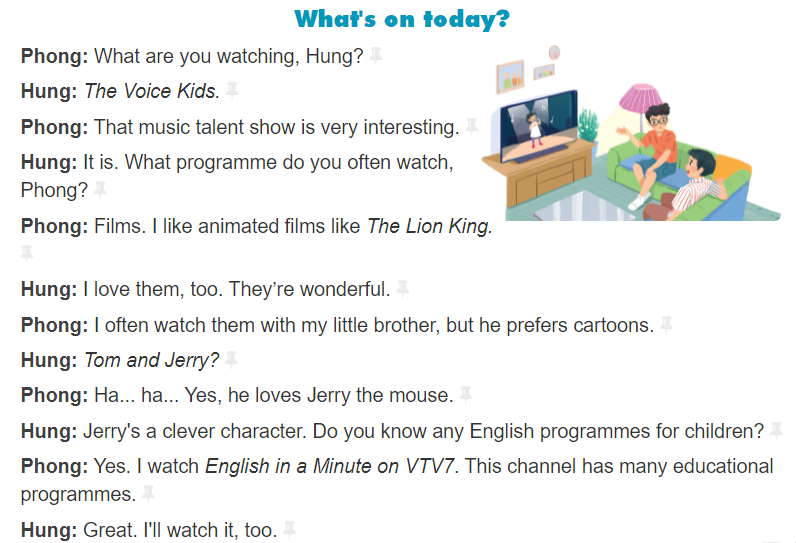 What's on today?
Phong: What are you watching, Hung?
Hung: The Voice Kids.
Phong: That music talent show is very interesting.
Hung: It is. What programme do you often watch,
Phong?
Phong: Films. I like animated films like The Lion King.
Hung: I love them, too. They’re wonderful.
Phong: I often watch them with my little brother, but he prefers cartoons.
Hung: Tom and Jerry?
Phong: Ha... ha... Yes, he loves Jerry the mouse.
Hung: Jerry's a clever character. Do you know any English programmes for children?
Phong: Yes. I watch English in a Minute on VTV7. This channel has many educational
programmes.
Hung: Great. I'll watch it, too.